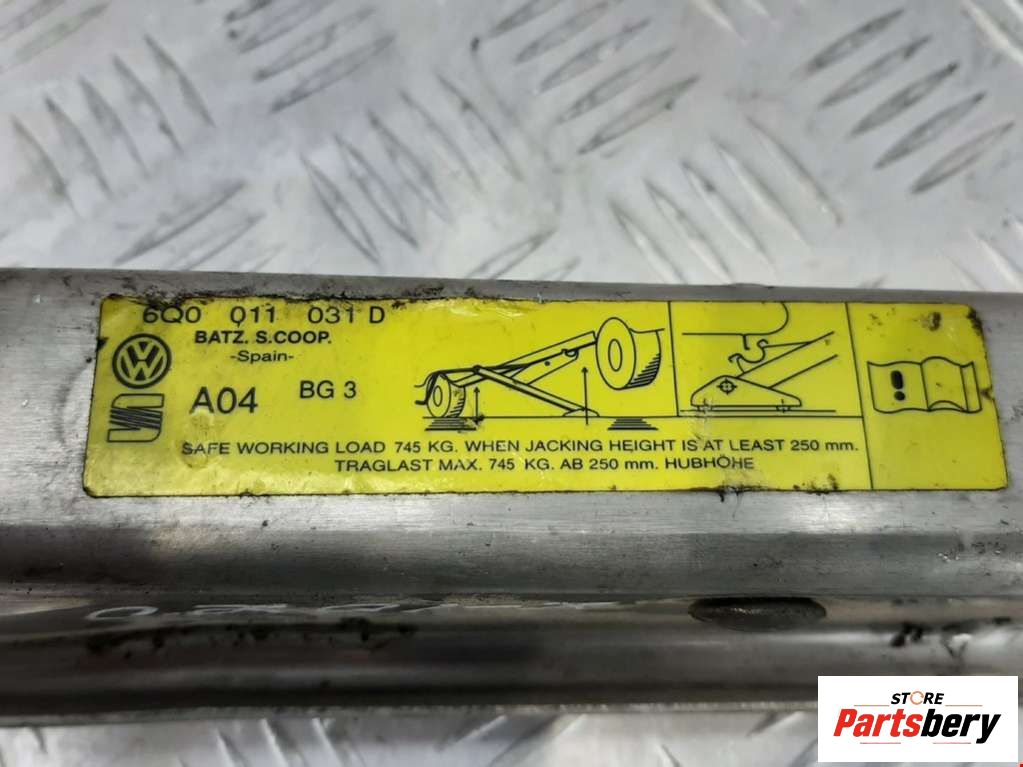 6Q0 011 031 D
BATZ. S.COOP.
-Spain-
A04 BG 3
SAFE WORKING LOAD 745 KG. WHEN JACKING HEIGHT IS AT LEAST 250 mm.
TRAGLAST MAX. 745 KG. AB 250 mm. HUBHÖHE
STORE
Partsbery